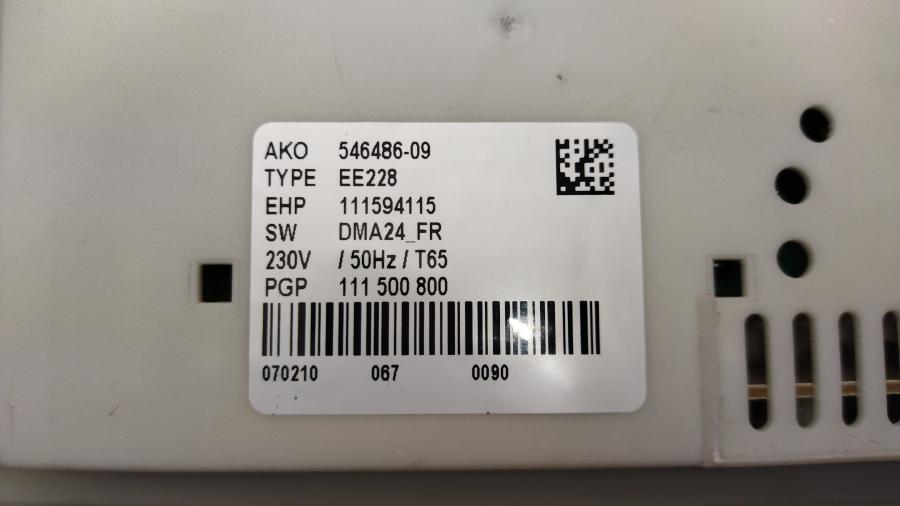 AKO 546486-09
TYPE EE228
EHP 111594115
SW DMA24_FR
230V / 50Hz / T65
PGP 111 500 800
070210 067 0090